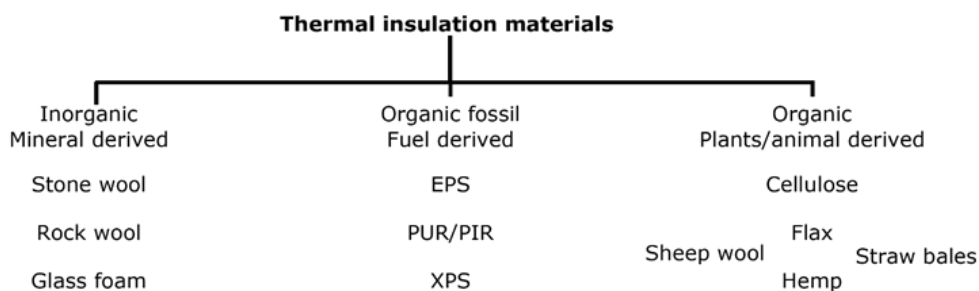 Thermal insulation materials
Inorganic
Mineral derived
Organic fossil
Fuel derived
Organic
Plants/animal derived
Stone wool
EPS
Cellulose
Rock wool
PUR/PIR
Flax
Sheep wool
Straw bales
Glass foam
XPS
Hemp